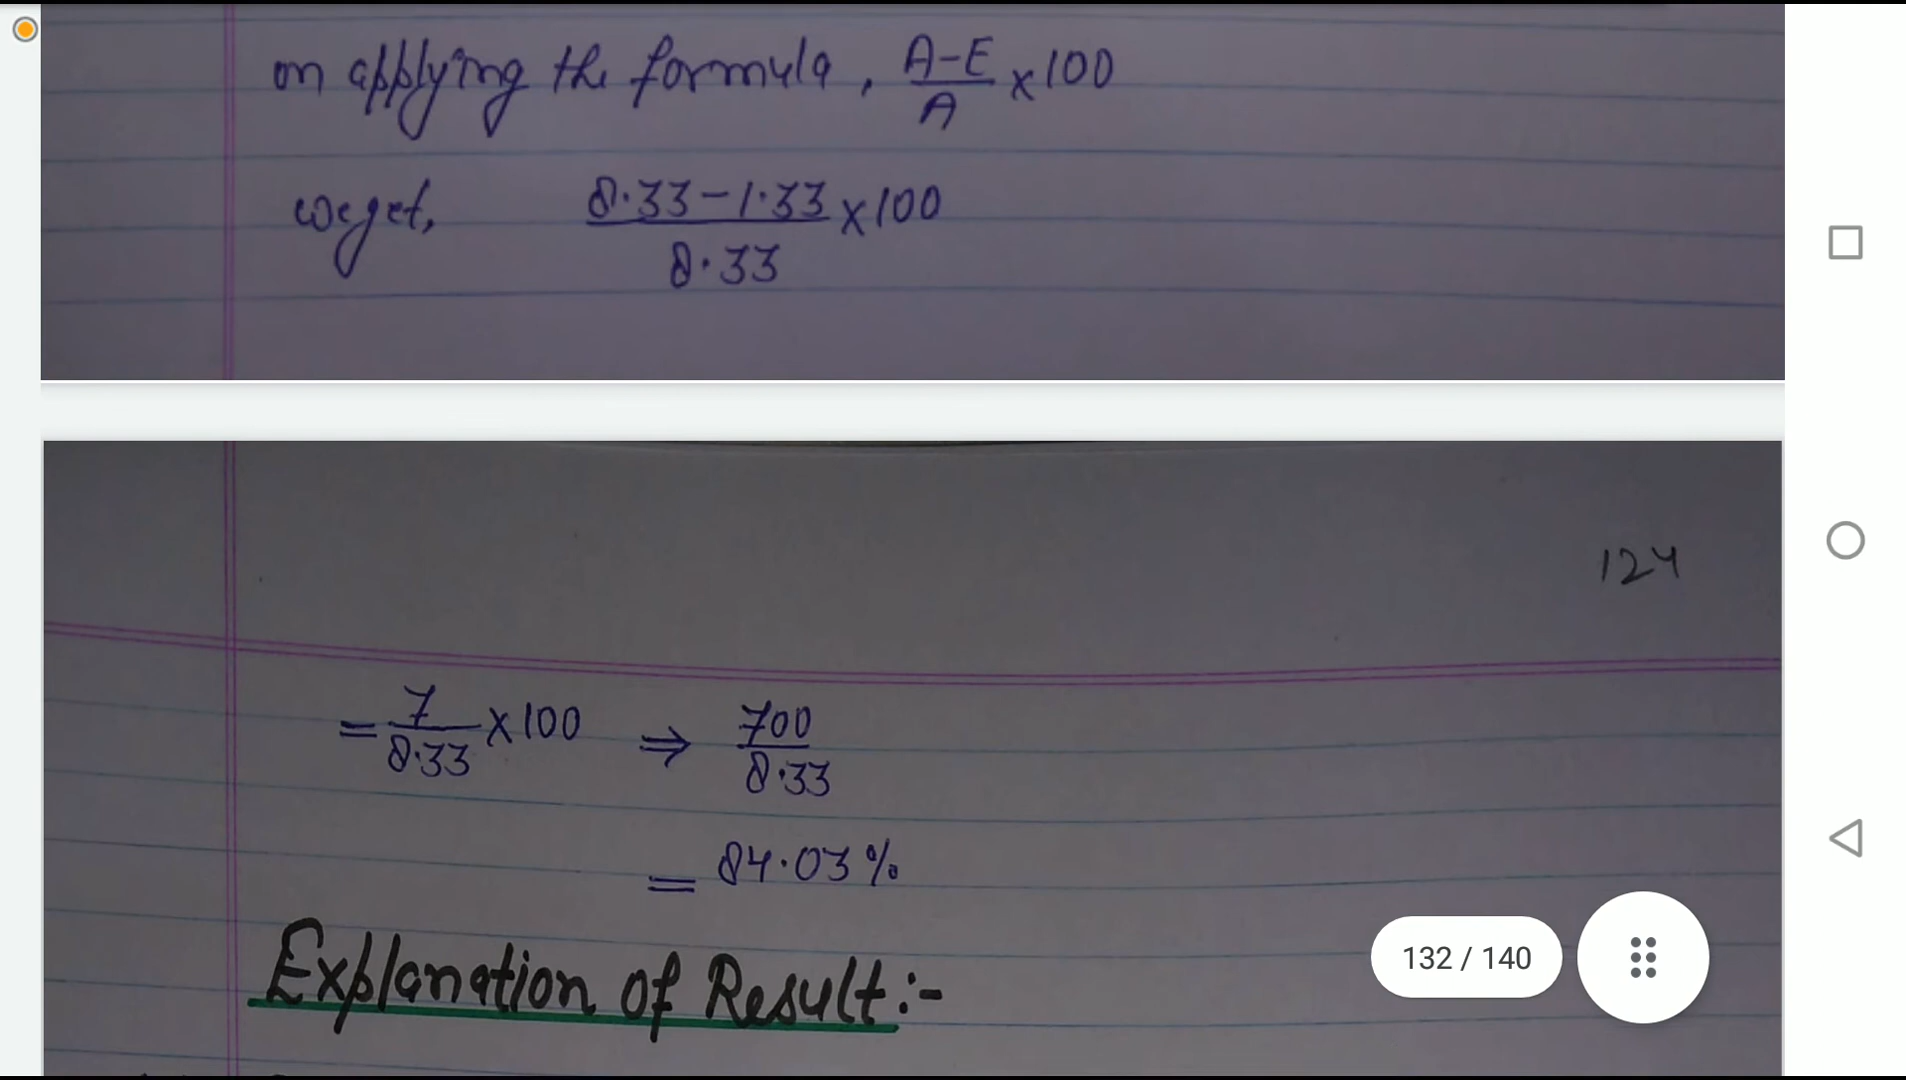 on applying the formula, A-E/A x100
we get, 8.33-1.33/8.33 x100
124
= 7/8.33 x100 ⇒ 700/8.33
= 84.03%
Explanation of Result:-
132 / 140